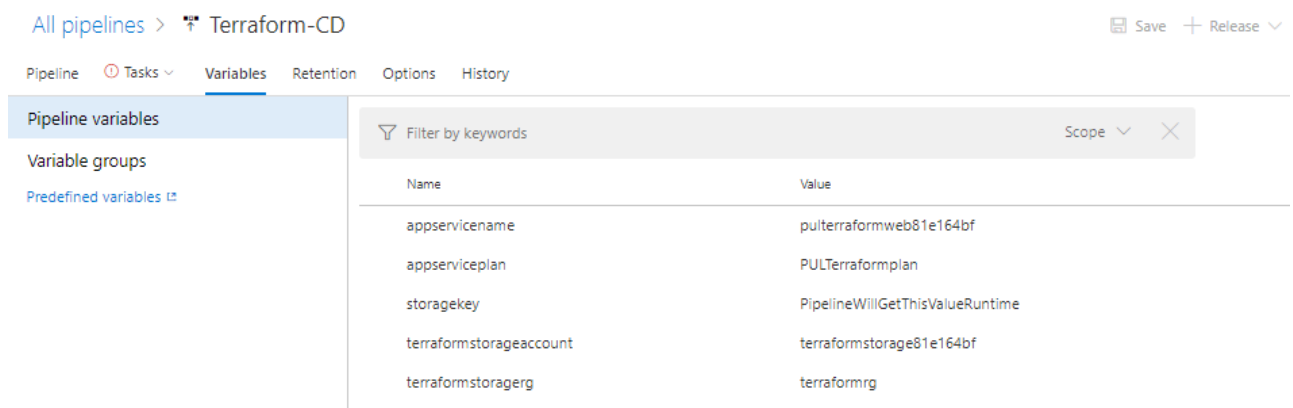 All pipelines > Terraform-CD
Save + Release
Pipeline Tasks Variables Retention Options History
Pipeline variables
Filter by keywords Scope
Variable groups
Predefined variables
Name Value
appservicename pulterraformweb81e164bf
appserviceplan PULTerraformplan
storagekey PipelineWillGetThisValueRuntime
terraformstorageaccount terraformstorage81e164bf
terraformstoragerg terraformrg